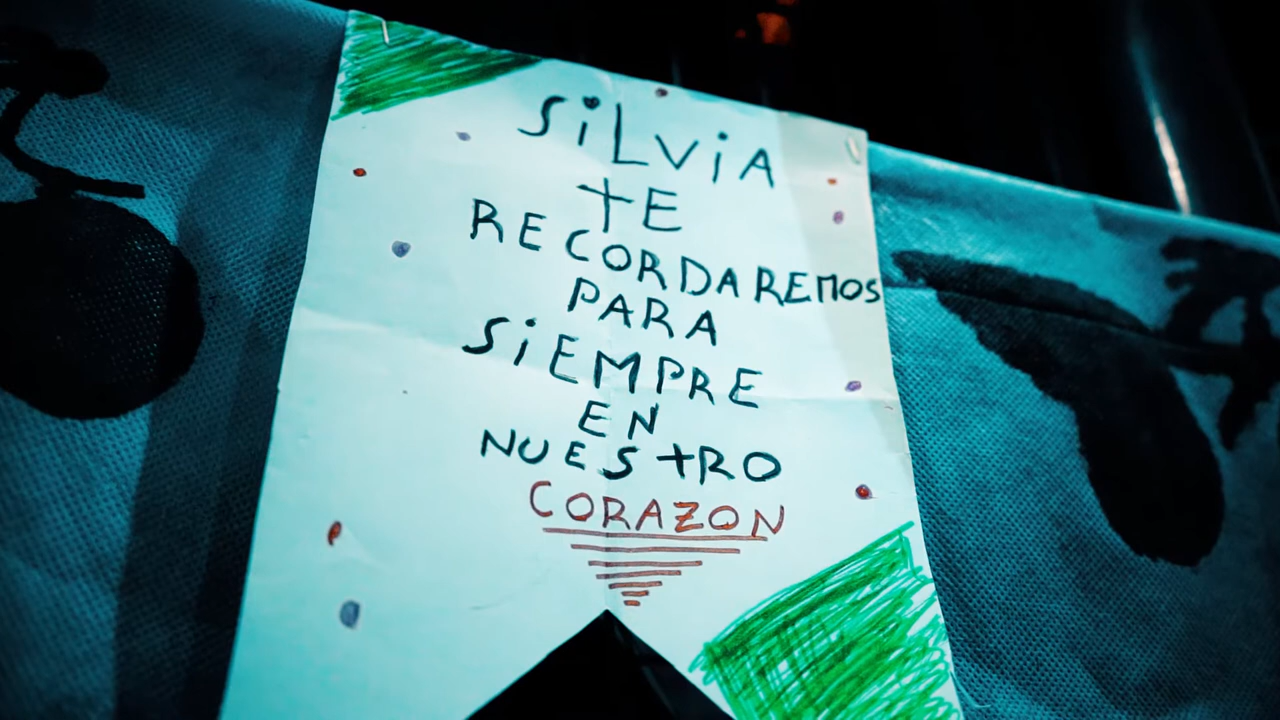 SiLViA
TE
RECORDAREMOS
PARA
SiEMPRE
EN
NUESTRO
CORAZON